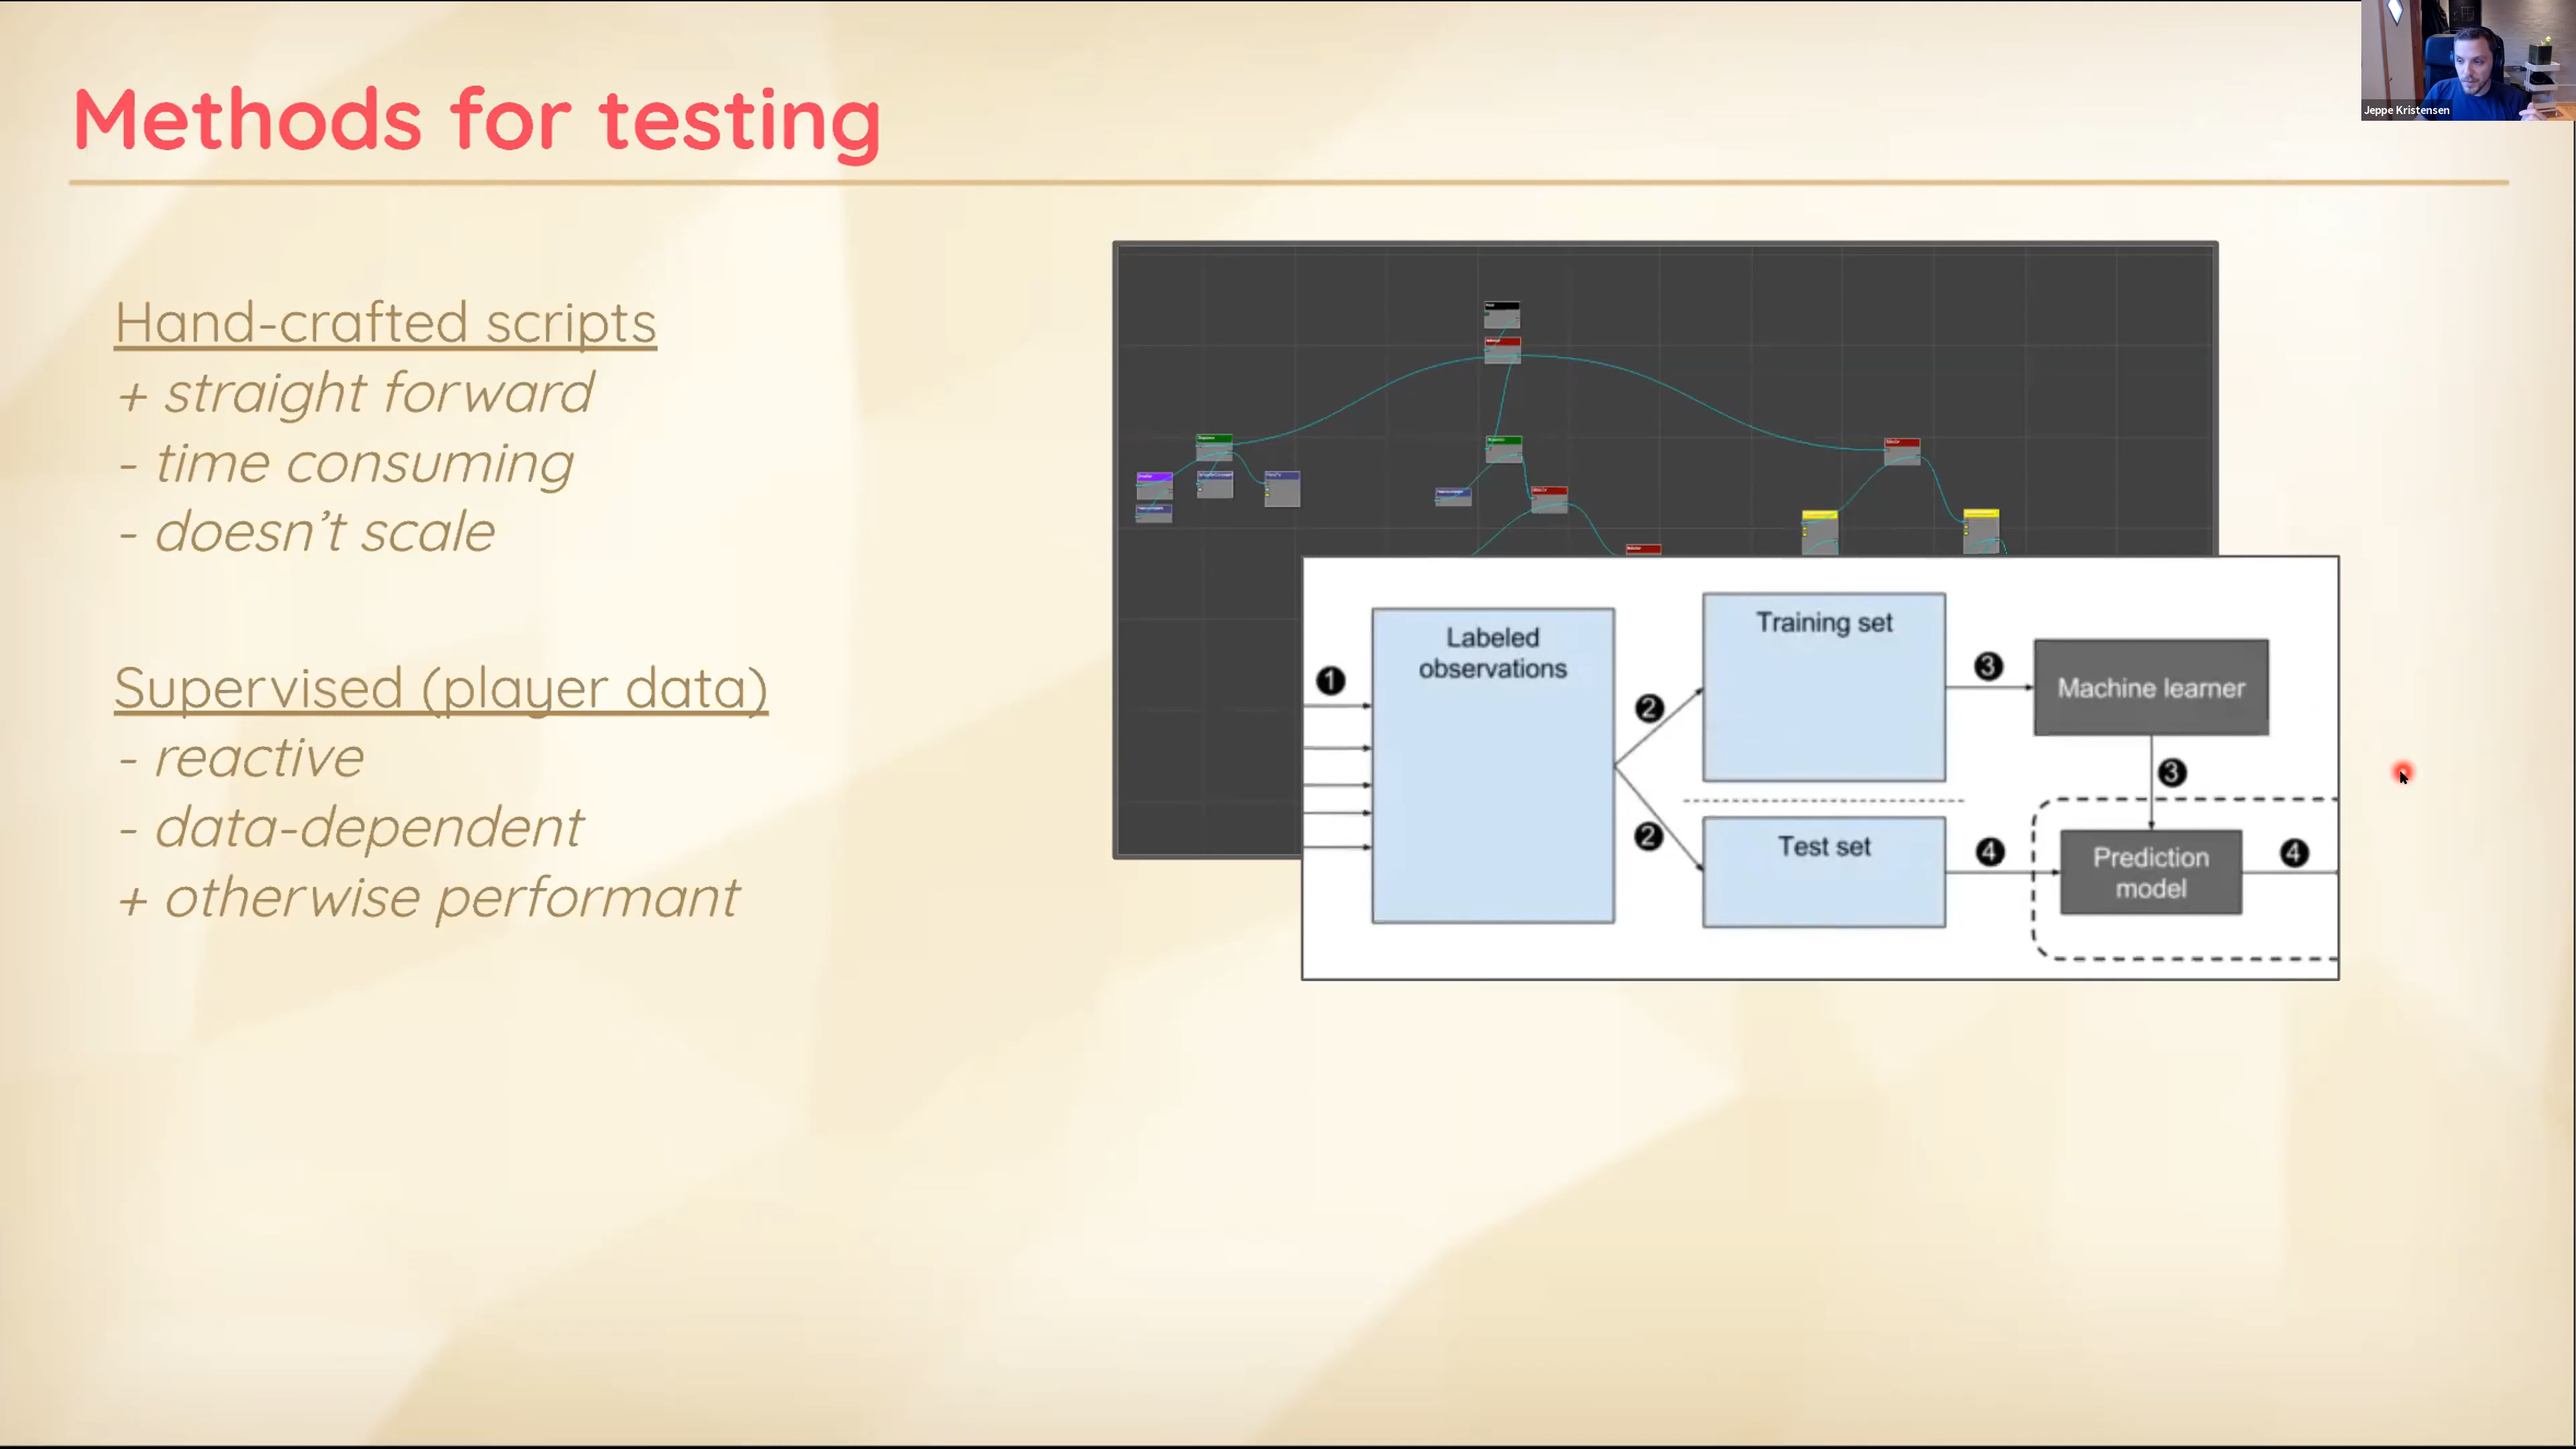 Methods for testing
Jeppe Kristensen
Hand-crafted scripts
+ straight forward
- time consuming
- doesn't scale
Supervised (player data)
- reactive
- data-dependent
+ otherwise performant
Labeled
observations
Training set
Machine learner
Test set
Prediction
model
1
2
2
3
3
4
4